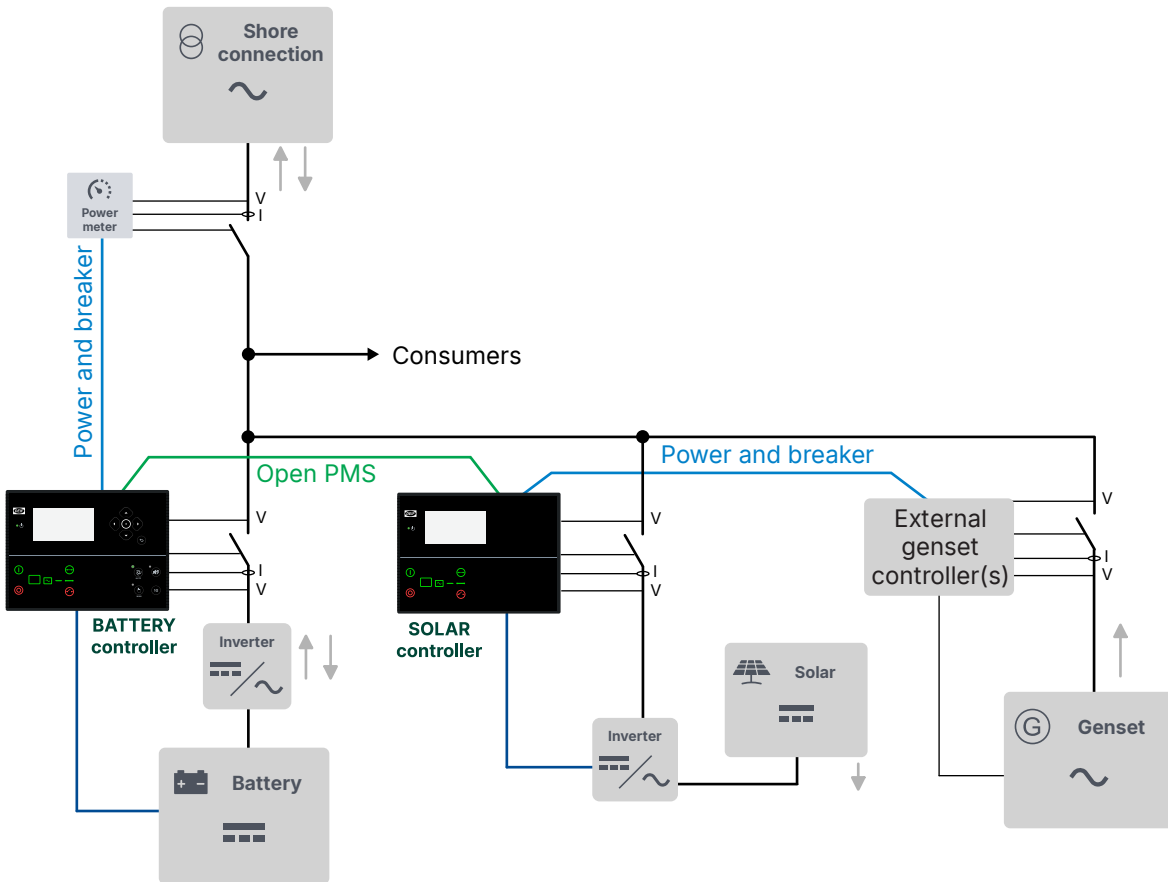 Shore
connection
V
I
Power
meter
Power and breaker
Consumers
Power and breaker
Open PMS
V
I
V
BATTERY
controller
V
I
V
SOLAR
controller
External
genset
controller(s)
V
I
V
Inverter
Battery
Inverter
Solar
G
Genset